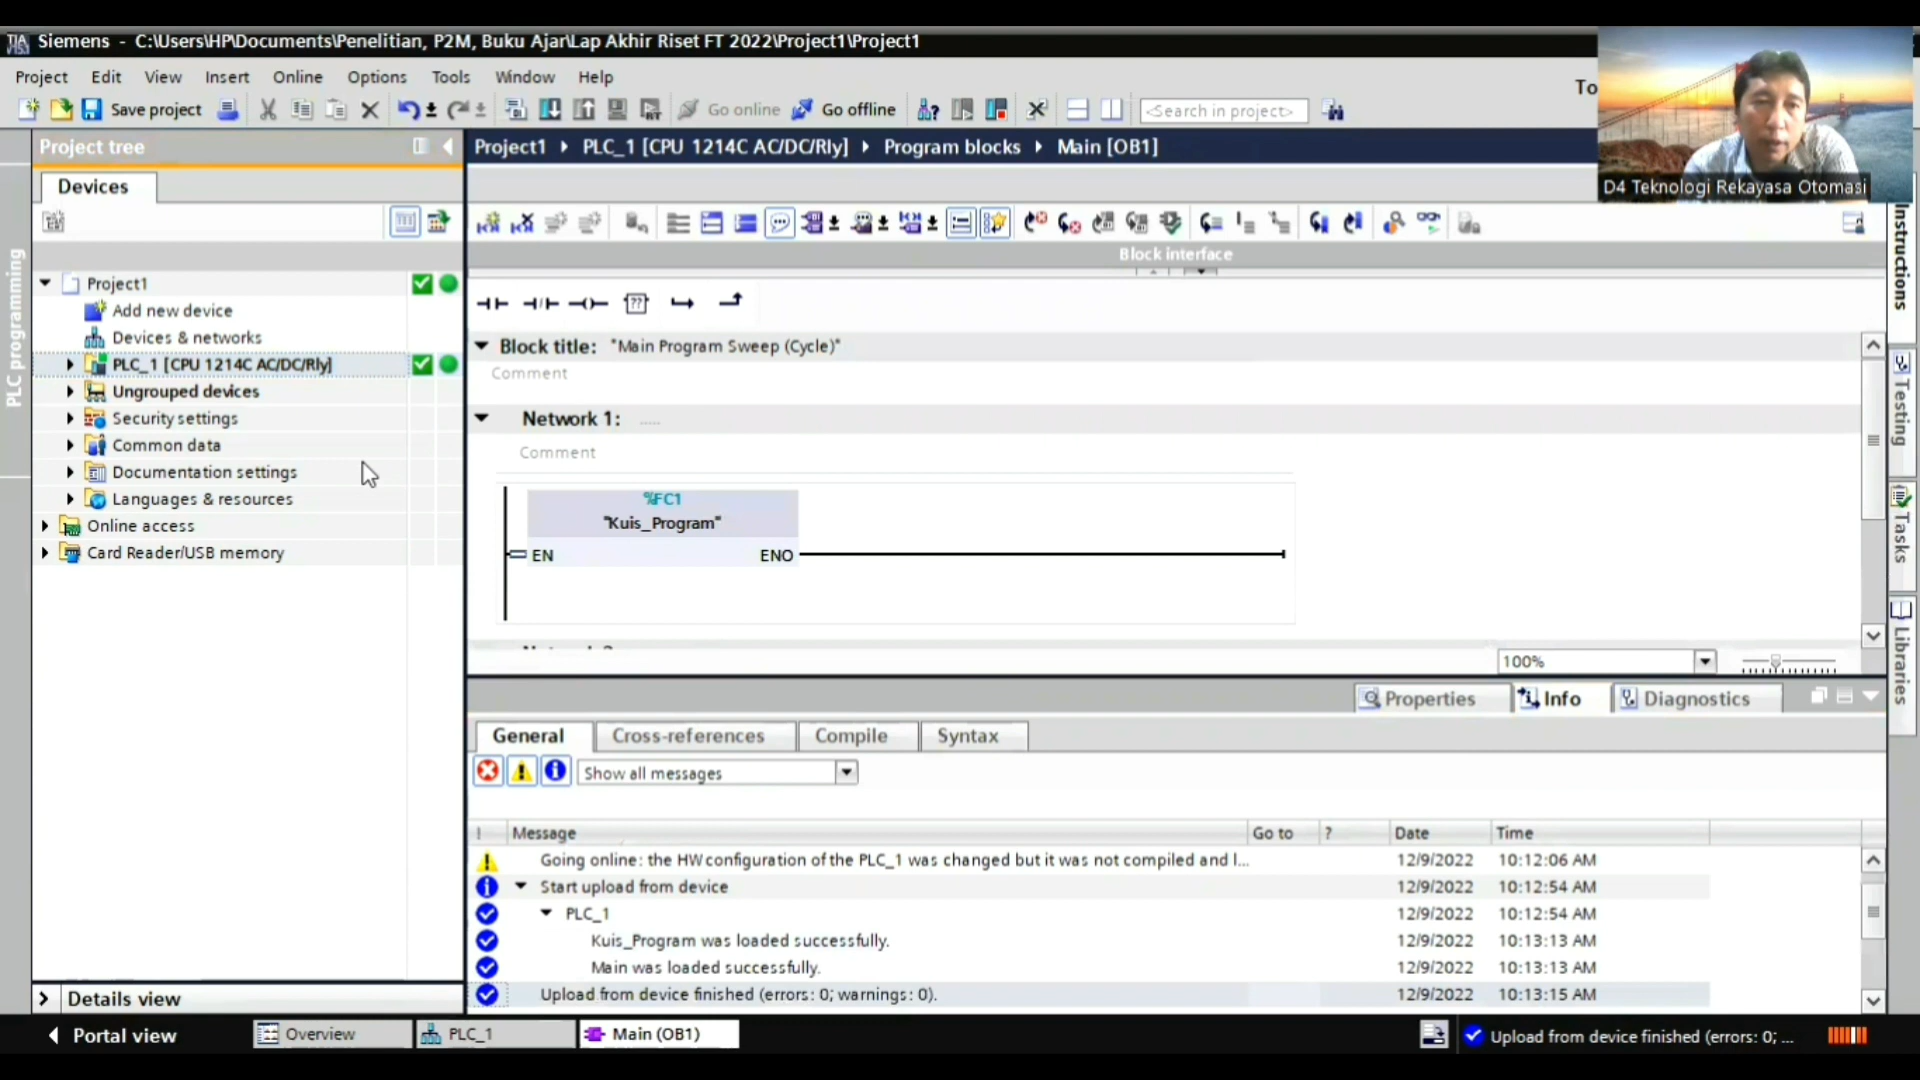 Siemens - C:\Users\HP\Documents\Penelitian, P2M, Buku Ajar\Lap Akhir Riset FT 2022\Project1\Project1
Project Edit View Insert Online Options Tools Window Help
Save project
Go online
Go offline
<Search in project>
To
D4 Teknologi Rekayasa Otomasi
Project tree
Project1 PLC_1 [CPU 1214C AC/DC/Rly] Program blocks Main [OB1]
Devices
PLC programming
Block interface
Project1
Add new device
Devices & networks
PLC_1 [CPU 1214C AC/DC/Rly]
Ungrouped devices
Security settings
Common data
Documentation settings
Languages & resources
Online access
Card Reader/USB memory
Details view
??
Block title: "Main Program Sweep (Cycle)"
Comment
Network 1: .....
Comment
%FC1
"Kuis_Program"
EN ENO
100%
Instructions
Testing
Tasks
Libraries
Properties Info Diagnostics
General Cross-references Compile Syntax
Show all messages
! Message Go to ? Date Time
Going online: the HW configuration of the PLC_1 was changed but it was not compiled and l... 12/9/2022 10:12:06 AM
Start upload from device 12/9/2022 10:12:54 AM
PLC_1 12/9/2022 10:12:54 AM
Kuis_Program was loaded successfully. 12/9/2022 10:13:13 AM
Main was loaded successfully. 12/9/2022 10:13:13 AM
Upload from device finished (errors: 0; warnings: 0). 12/9/2022 10:13:15 AM
Portal view Overview PLC_1 Main (OB1) Upload from device finished (errors: 0; ...